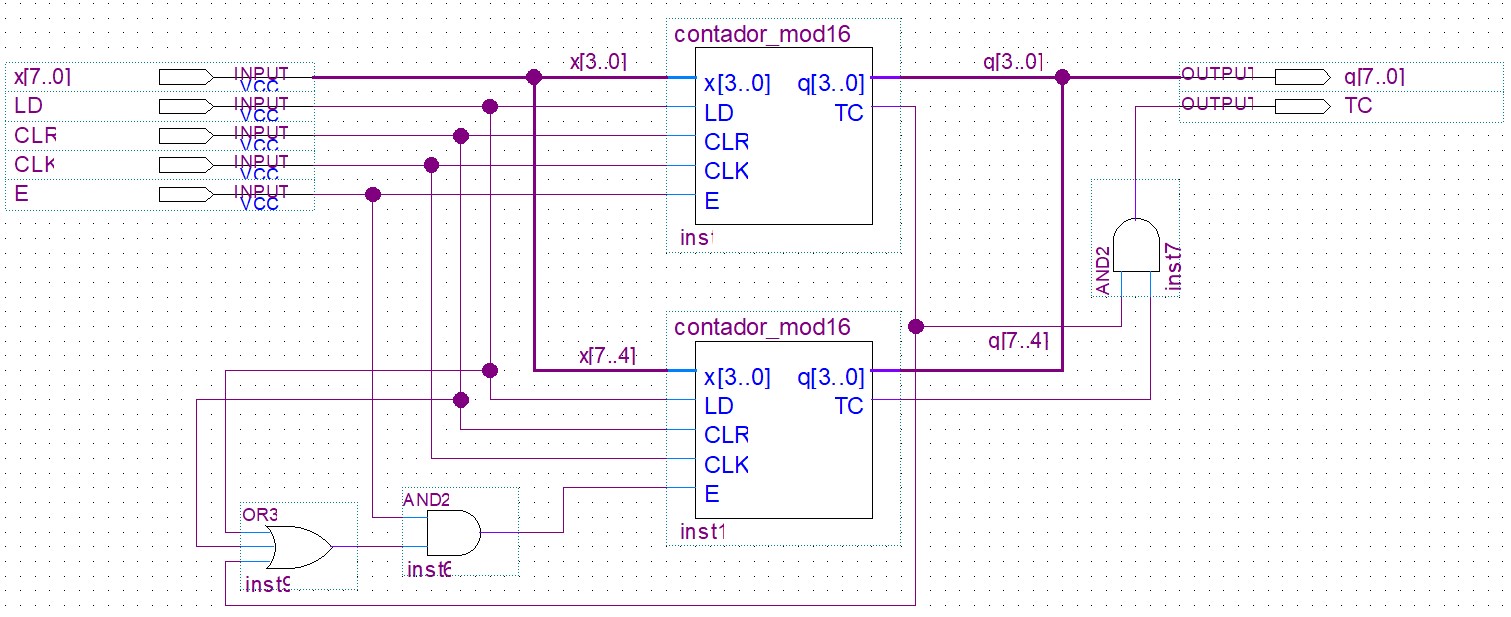 contador_mod16
x[7..0] INPUT VCC x[3..0] x[3..0] q[3..0] q[3..0] OUTPUT q[7..0]
LD INPUT VCC LD TC OUTPUT TC
CLR INPUT VCC CLR
CLK INPUT VCC CLK
E INPUT VCC E
inst
AND2 inst7
contador_mod16
x[7..4] x[3..0] q[3..0] q[7..4]
LD TC
CLR
CLK
E
inst1
AND2
inst6
OR3
inst9